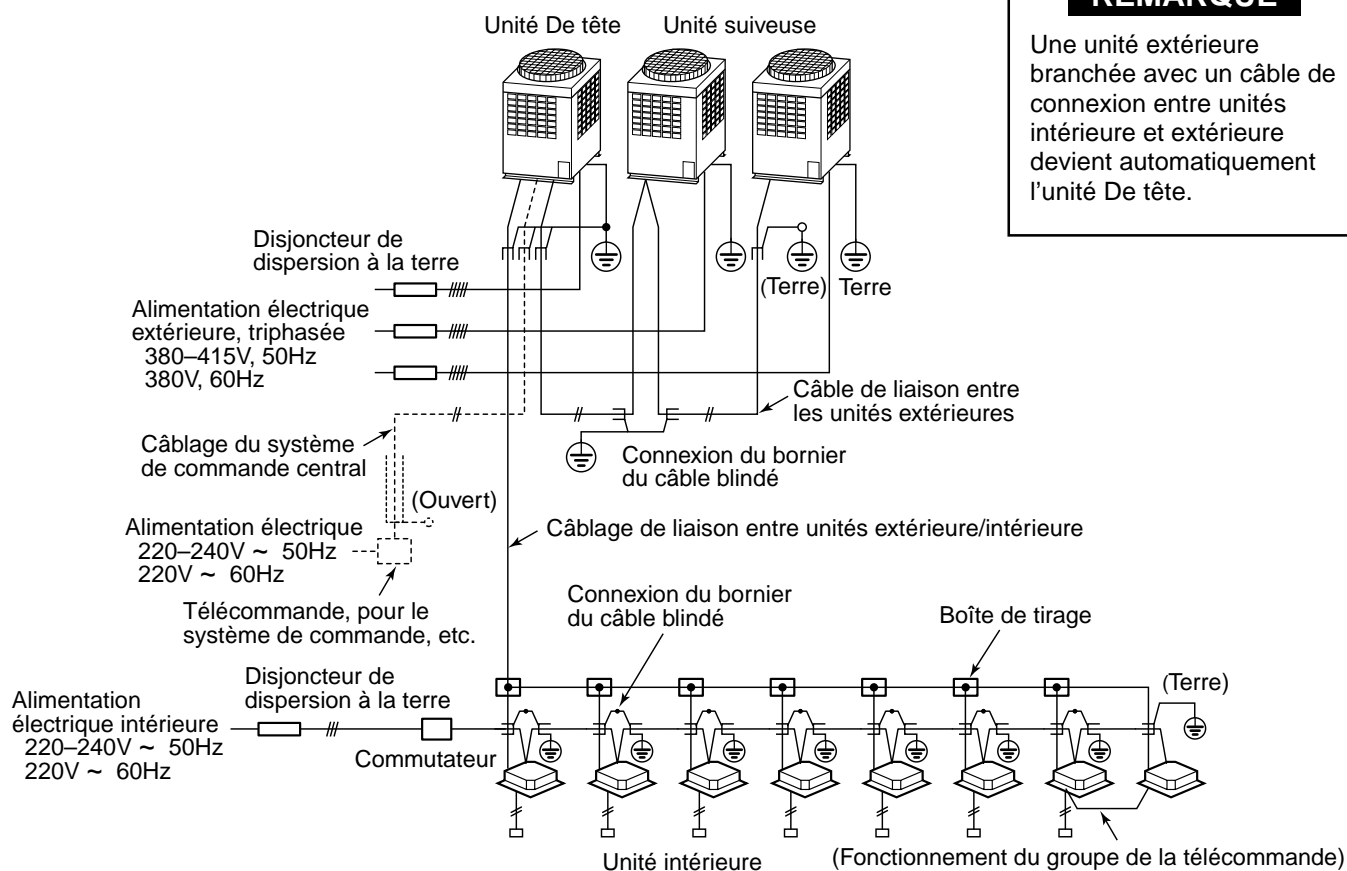 Unité De tête
Unité suiveuse
REMARQUE
Une unité extérieure
branchée avec un câble de
connexion entre unités
intérieure et extérieure
devient automatiquement
l'unité De tête.
Disjoncteur de
dispersion à la terre
(Terre)
Terre
Alimentation électrique
extérieure, triphasée
380–415V, 50Hz
380V, 60Hz
Câble de liaison entre
les unités extérieures
Câblage du système
de commande central
Connexion du bornier
du câble blindé
(Ouvert)
Alimentation électrique
220–240V ~ 50Hz
220V ~ 60Hz
Câblage de liaison entre unités extérieure/intérieure
Télécommande, pour le
système de commande, etc.
Connexion du bornier
du câble blindé
Boîte de tirage
Disjoncteur de
dispersion à la terre
(Terre)
Alimentation
électrique intérieure
220–240V ~ 50Hz
220V ~ 60Hz
Commutateur
Unité intérieure
(Fonctionnement du groupe de la télécommande)